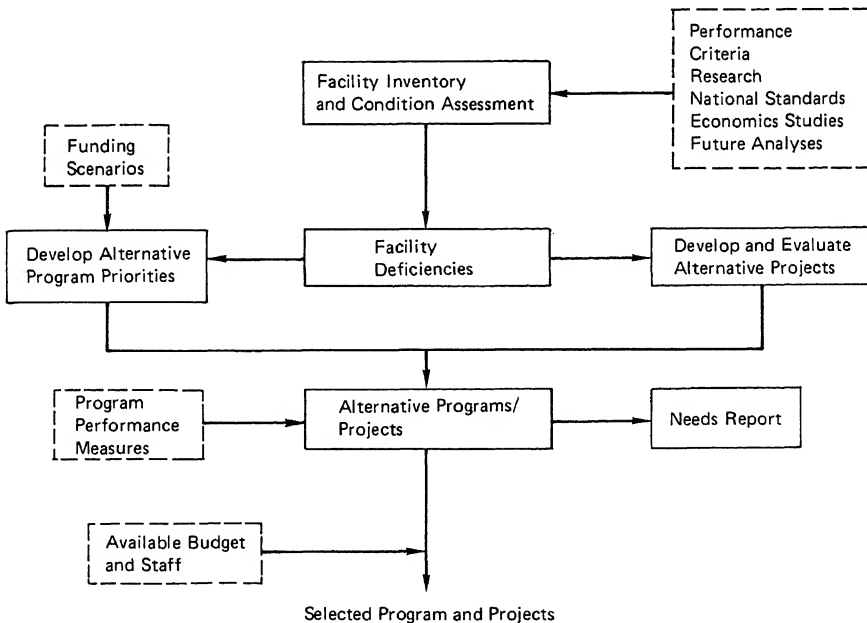 Performance
Criteria
Research
National Standards
Economics Studies
Future Analyses
Facility Inventory
and Condition Assessment
Funding
Scenarios
Develop Alternative
Program Priorities
Facility
Deficiencies
Develop and Evaluate
Alternative Projects
Program
Performance
Measures
Alternative Programs/
Projects
Needs Report
Available Budget
and Staff
Selected Program and Projects